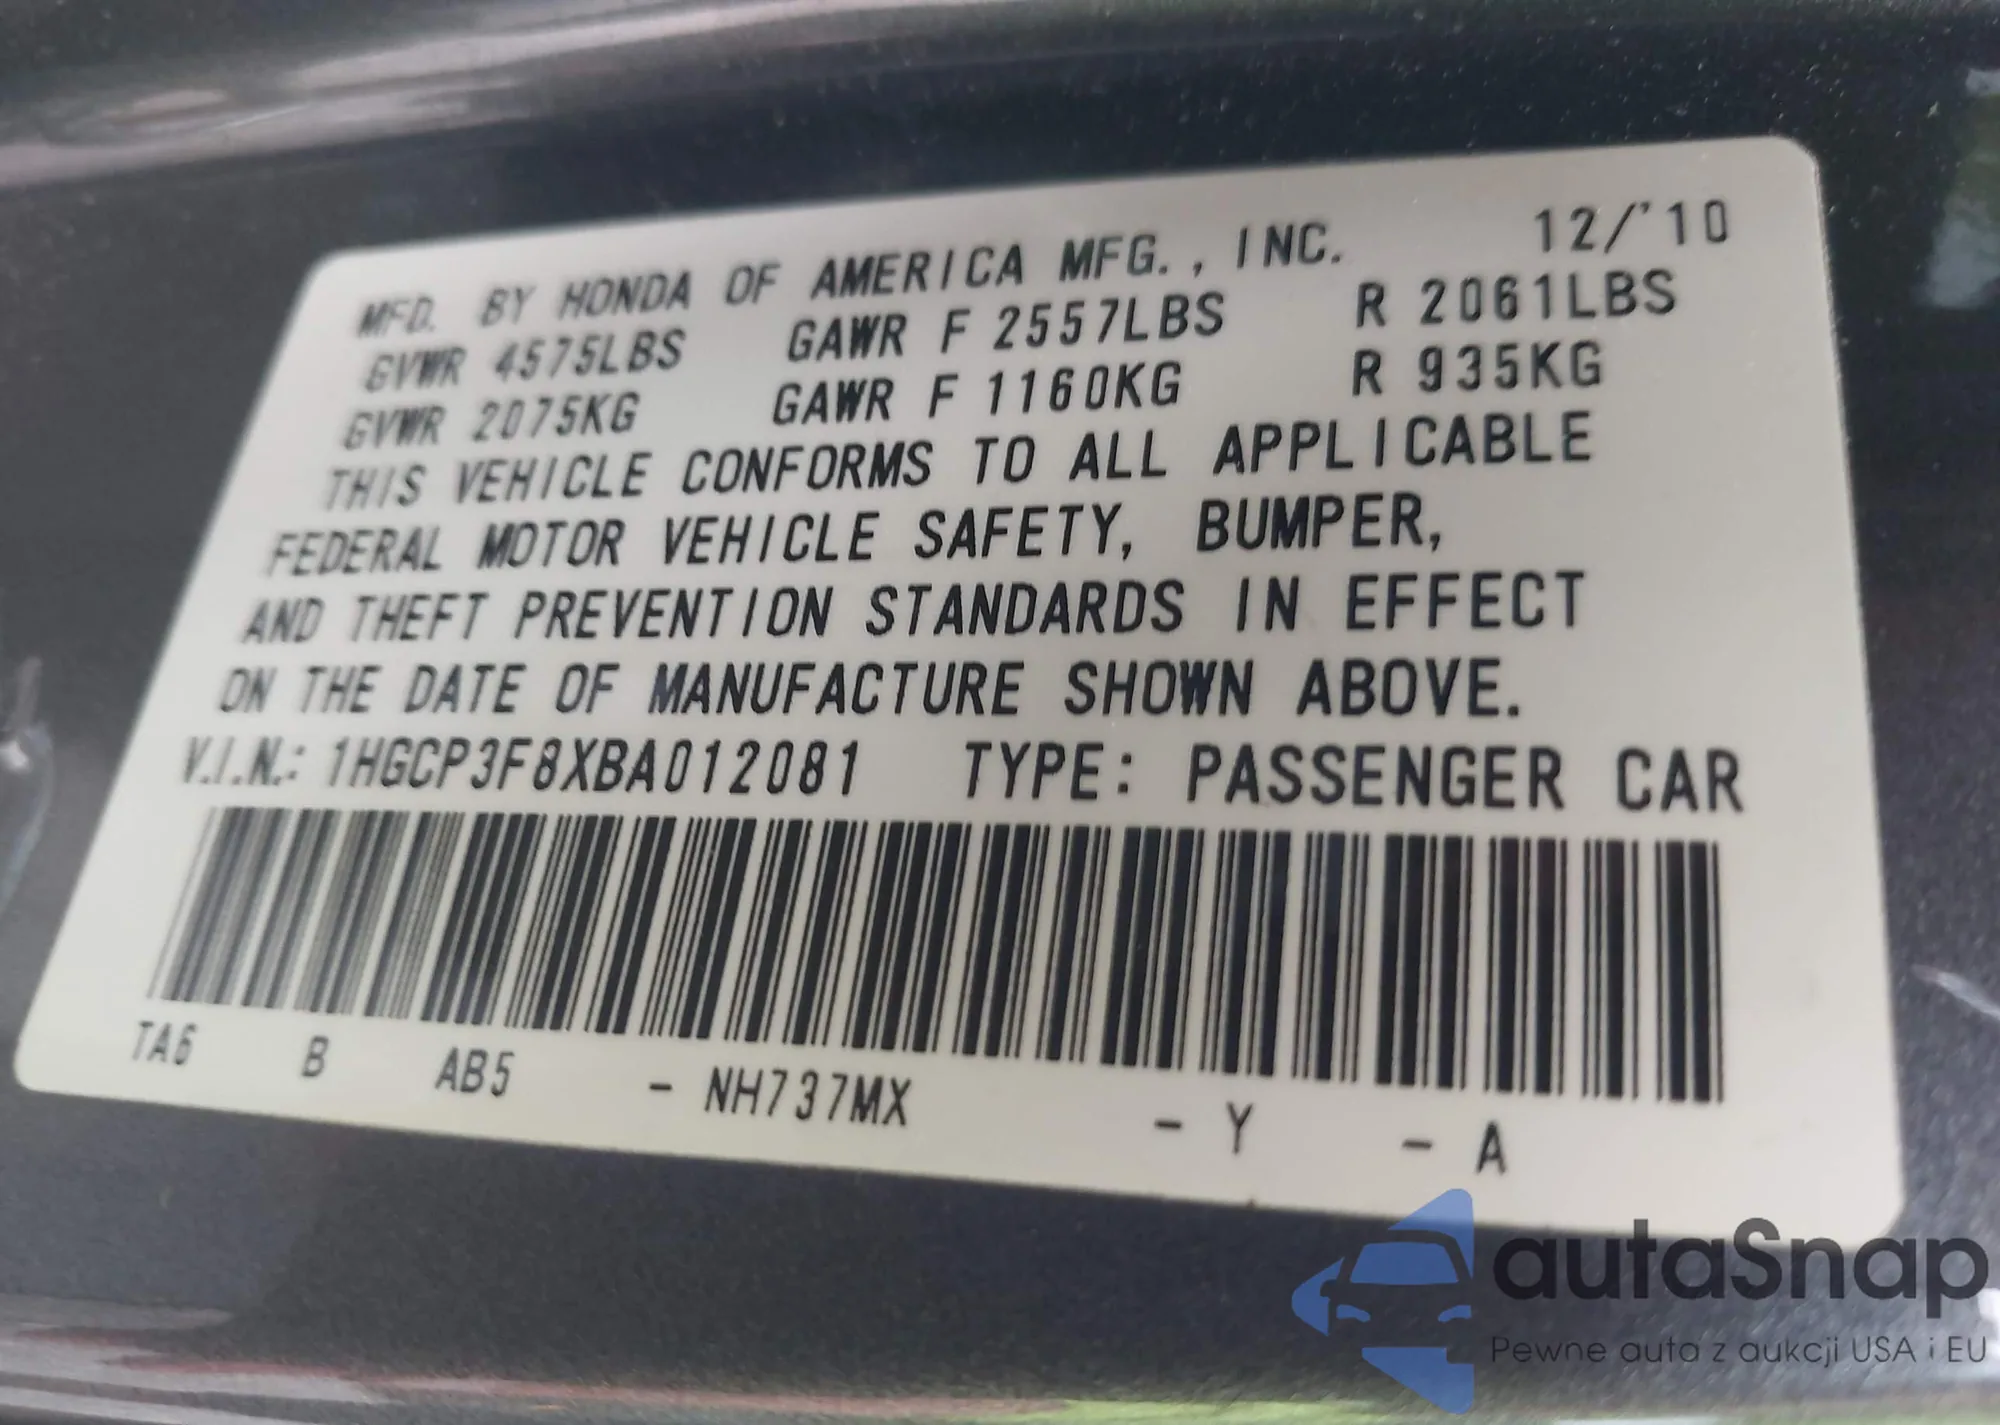 MFD. BY HONDA OF AMERICA MFG., INC. 12/'10
GVWR 4575LBS GAWR F 2557LBS R 2061LBS
GVWR 2075KG GAWR F 1160KG R 935KG
THIS VEHICLE CONFORMS TO ALL APPLICABLE
FEDERAL MOTOR VEHICLE SAFETY, BUMPER,
AND THEFT PREVENTION STANDARDS IN EFFECT
ON THE DATE OF MANUFACTURE SHOWN ABOVE.
V.I.N.: 1HGCP3F8XBA012081 TYPE: PASSENGER CAR
TA6 B AB5 - NH737MX - Y - A
autaSnap
Pewne auta z aukcji USA i EU